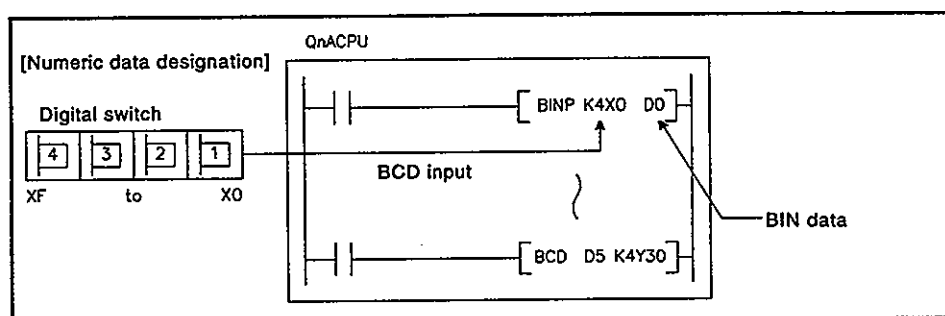 QnACPU
[Numeric data designation]
Digital switch
BINP K4X0 D0
4 3 2 1
BCD input
XF to X0
BIN data
BCD D5 K4Y30